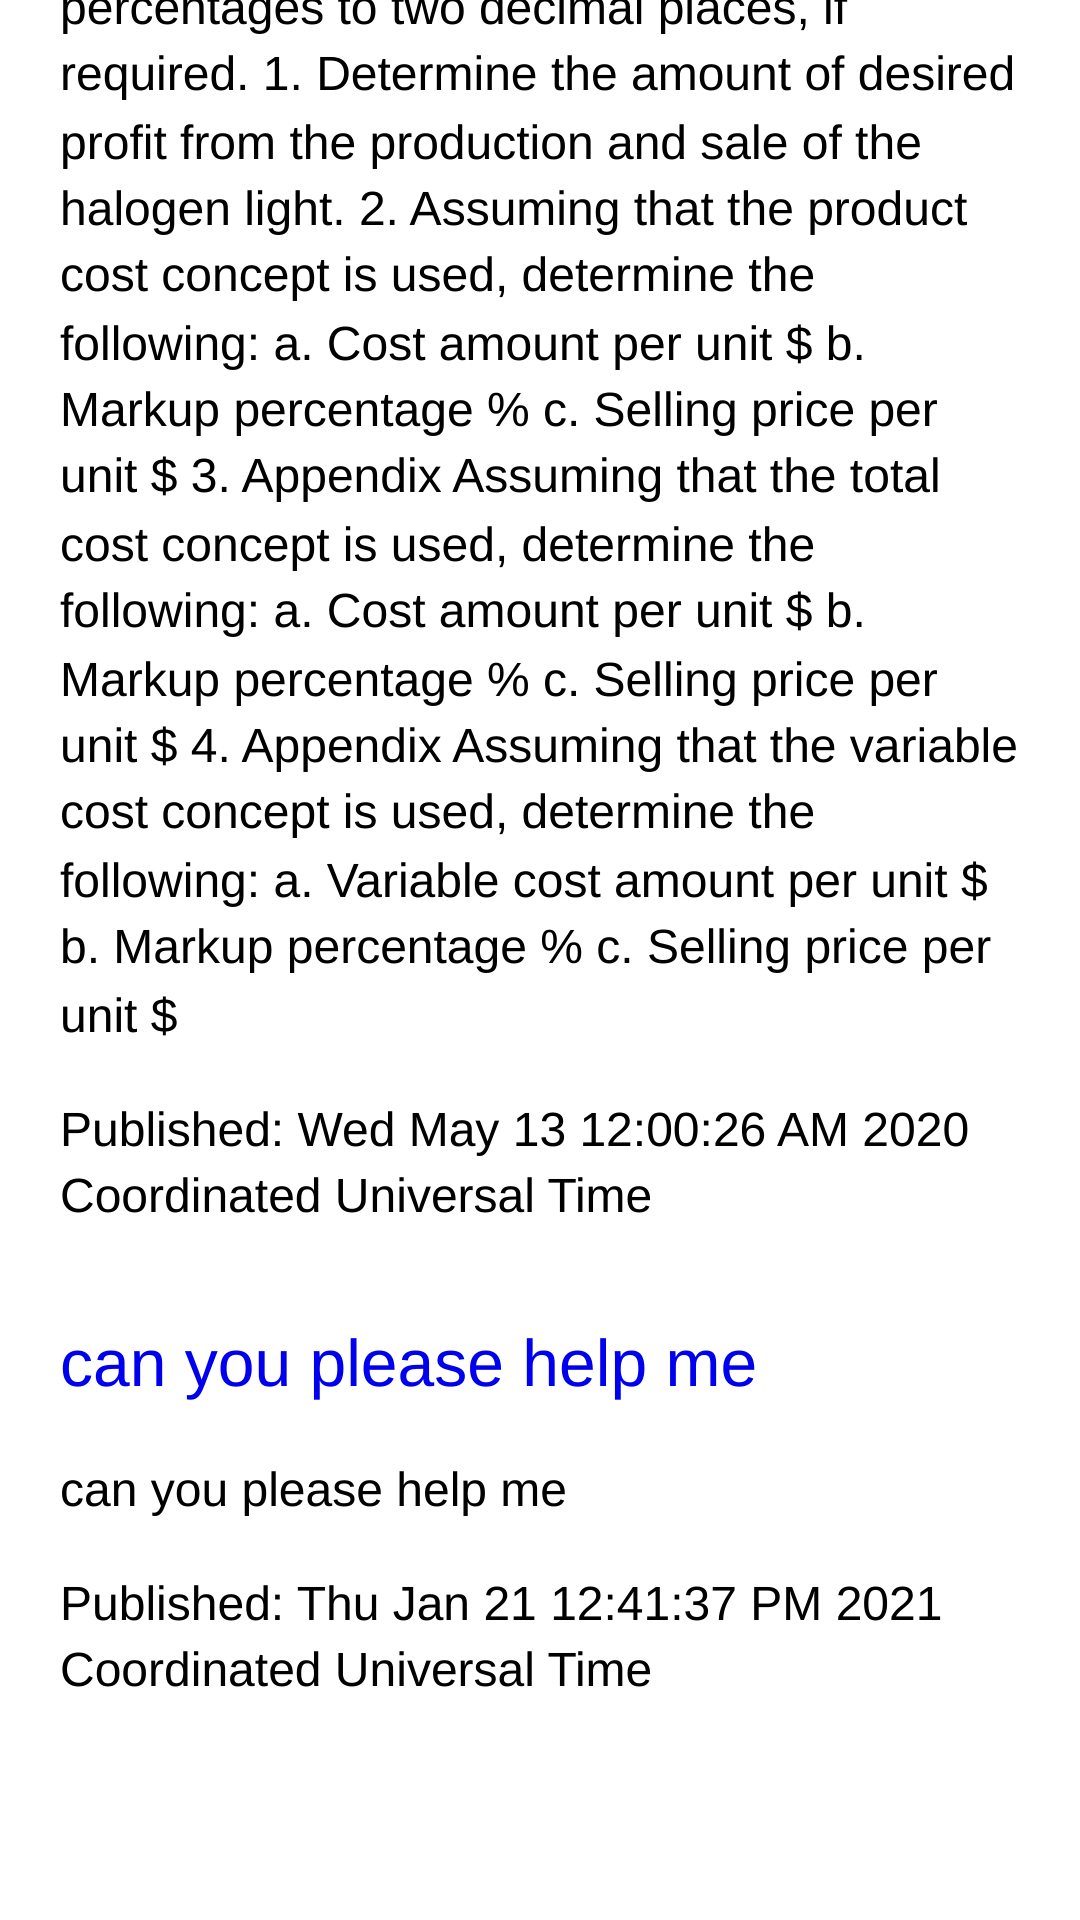 percentages to two decimal places, if
required. 1. Determine the amount of desired
profit from the production and sale of the
halogen light. 2. Assuming that the product
cost concept is used, determine the
following: a. Cost amount per unit $ b.
Markup percentage % c. Selling price per
unit $ 3. Appendix Assuming that the total
cost concept is used, determine the
following: a. Cost amount per unit $ b.
Markup percentage % c. Selling price per
unit $ 4. Appendix Assuming that the variable
cost concept is used, determine the
following: a. Variable cost amount per unit $
b. Markup percentage % c. Selling price per
unit $
Published: Wed May 13 12:00:26 AM 2020
Coordinated Universal Time
can you please help me
can you please help me
Published: Thu Jan 21 12:41:37 PM 2021
Coordinated Universal Time